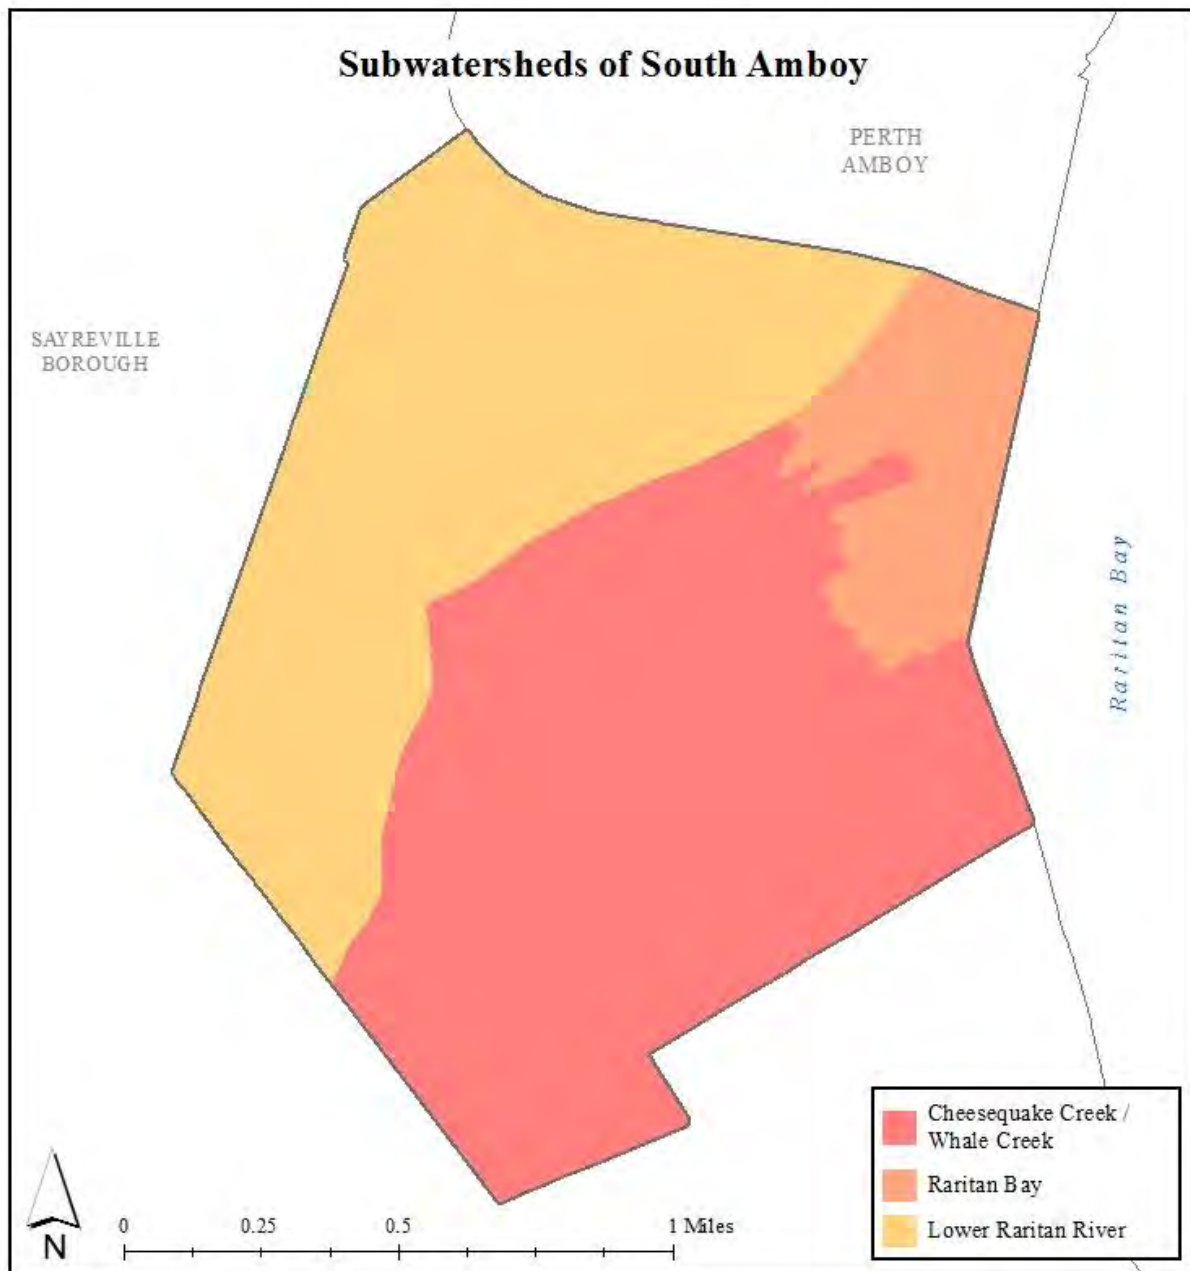 Subwatersheds of South Amboy
PERTH
AMBOY
SAYREVILLE
BOROUGH
Raritan Bay
Cheesequake Creek /
Whale Creek
Raritan Bay
Lower Raritan River
0 0.25 0.5 1 Miles
N